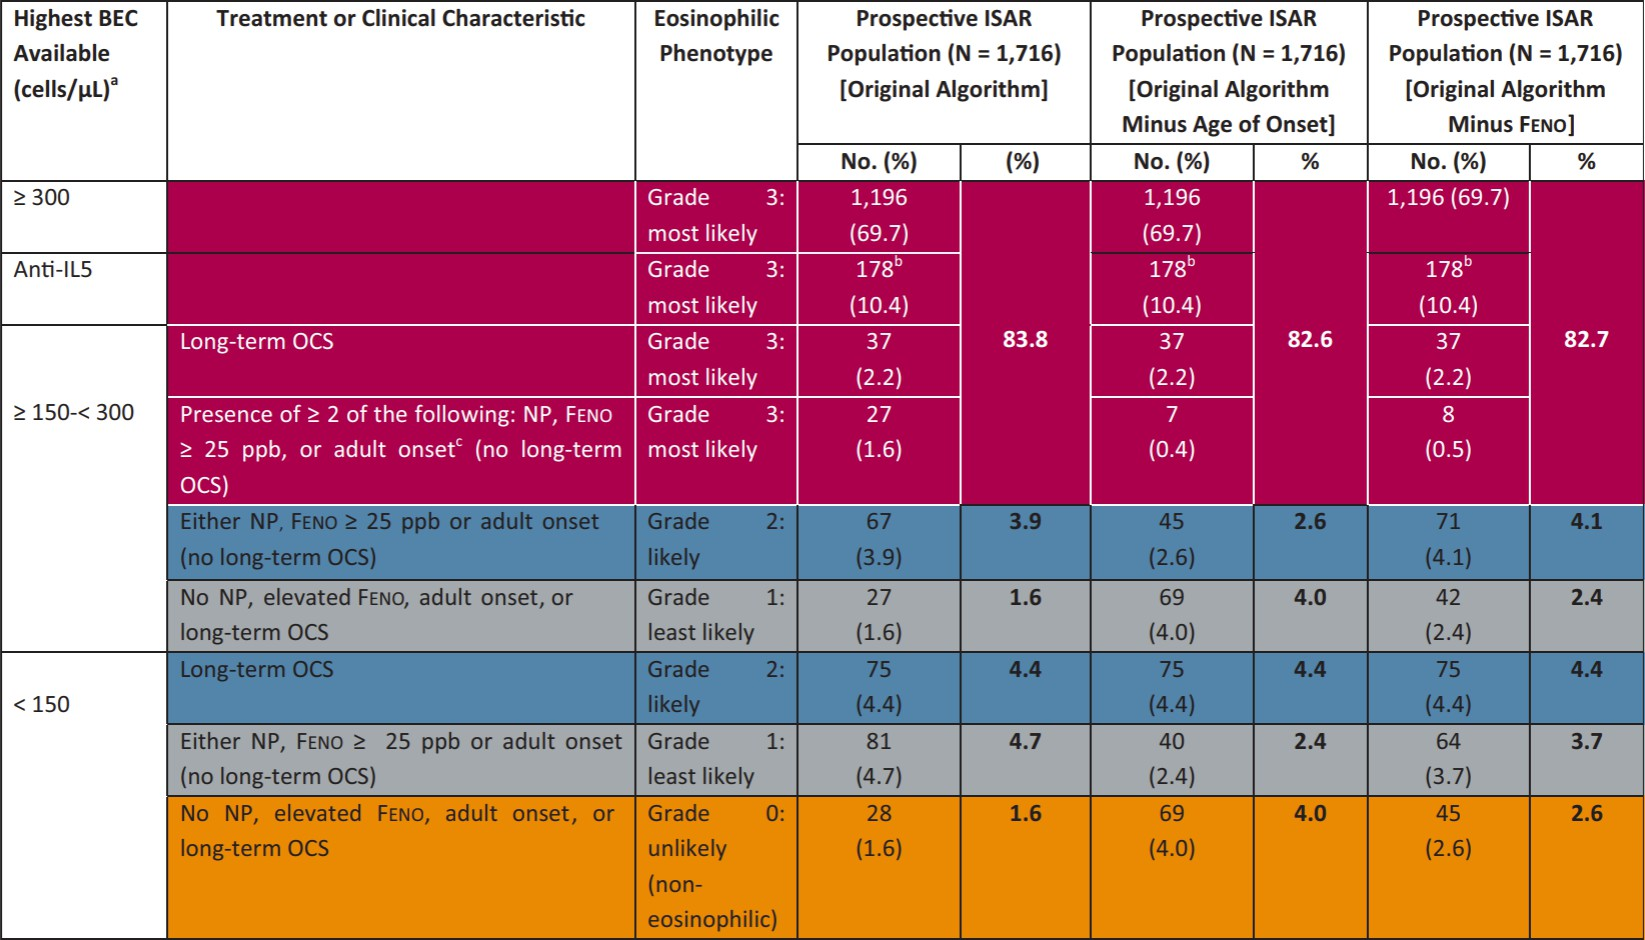 Highest BEC
Available
(cells/µL)a
Treatment or Clinical Characteristic
Eosinophilic
Phenotype
Prospective ISAR
Population (N = 1,716)
[Original Algorithm]
Prospective ISAR
Population (N = 1,716)
[Original Algorithm
Minus Age of Onset]
Prospective ISAR
Population (N = 1,716)
[Original Algorithm
Minus FENO]
No. (%)
(%)
No. (%)
%
No. (%)
%
≥ 300
Grade 3:
most likely
1,196
(69.7)
1,196
(69.7)
1,196 (69.7)
Anti-IL5
Grade 3:
most likely
178b
(10.4)
178b
(10.4)
178b
(10.4)
83.8
82.6
82.7
≥ 150-< 300
Long-term OCS
Grade 3:
most likely
37
(2.2)
37
(2.2)
37
(2.2)
Presence of ≥ 2 of the following: NP, FENO
≥ 25 ppb, or adult onsetc (no long-term
OCS)
Grade 3:
most likely
27
(1.6)
7
(0.4)
8
(0.5)
Either NP, FENO ≥ 25 ppb or adult onset
(no long-term OCS)
Grade 2:
likely
67
(3.9)
3.9
45
(2.6)
2.6
71
(4.1)
4.1
No NP, elevated FENO, adult onset, or
long-term OCS
Grade 1:
least likely
27
(1.6)
1.6
69
(4.0)
4.0
42
(2.4)
2.4
< 150
Long-term OCS
Grade 2:
likely
75
(4.4)
4.4
75
(4.4)
4.4
75
(4.4)
4.4
Either NP, FENO ≥ 25 ppb or adult onset
(no long-term OCS)
Grade 1:
least likely
81
(4.7)
4.7
40
(2.4)
2.4
64
(3.7)
3.7
No NP, elevated FENO, adult onset, or
long-term OCS
Grade 0:
unlikely
(non-
eosinophilic)
28
(1.6)
1.6
69
(4.0)
4.0
45
(2.6)
2.6